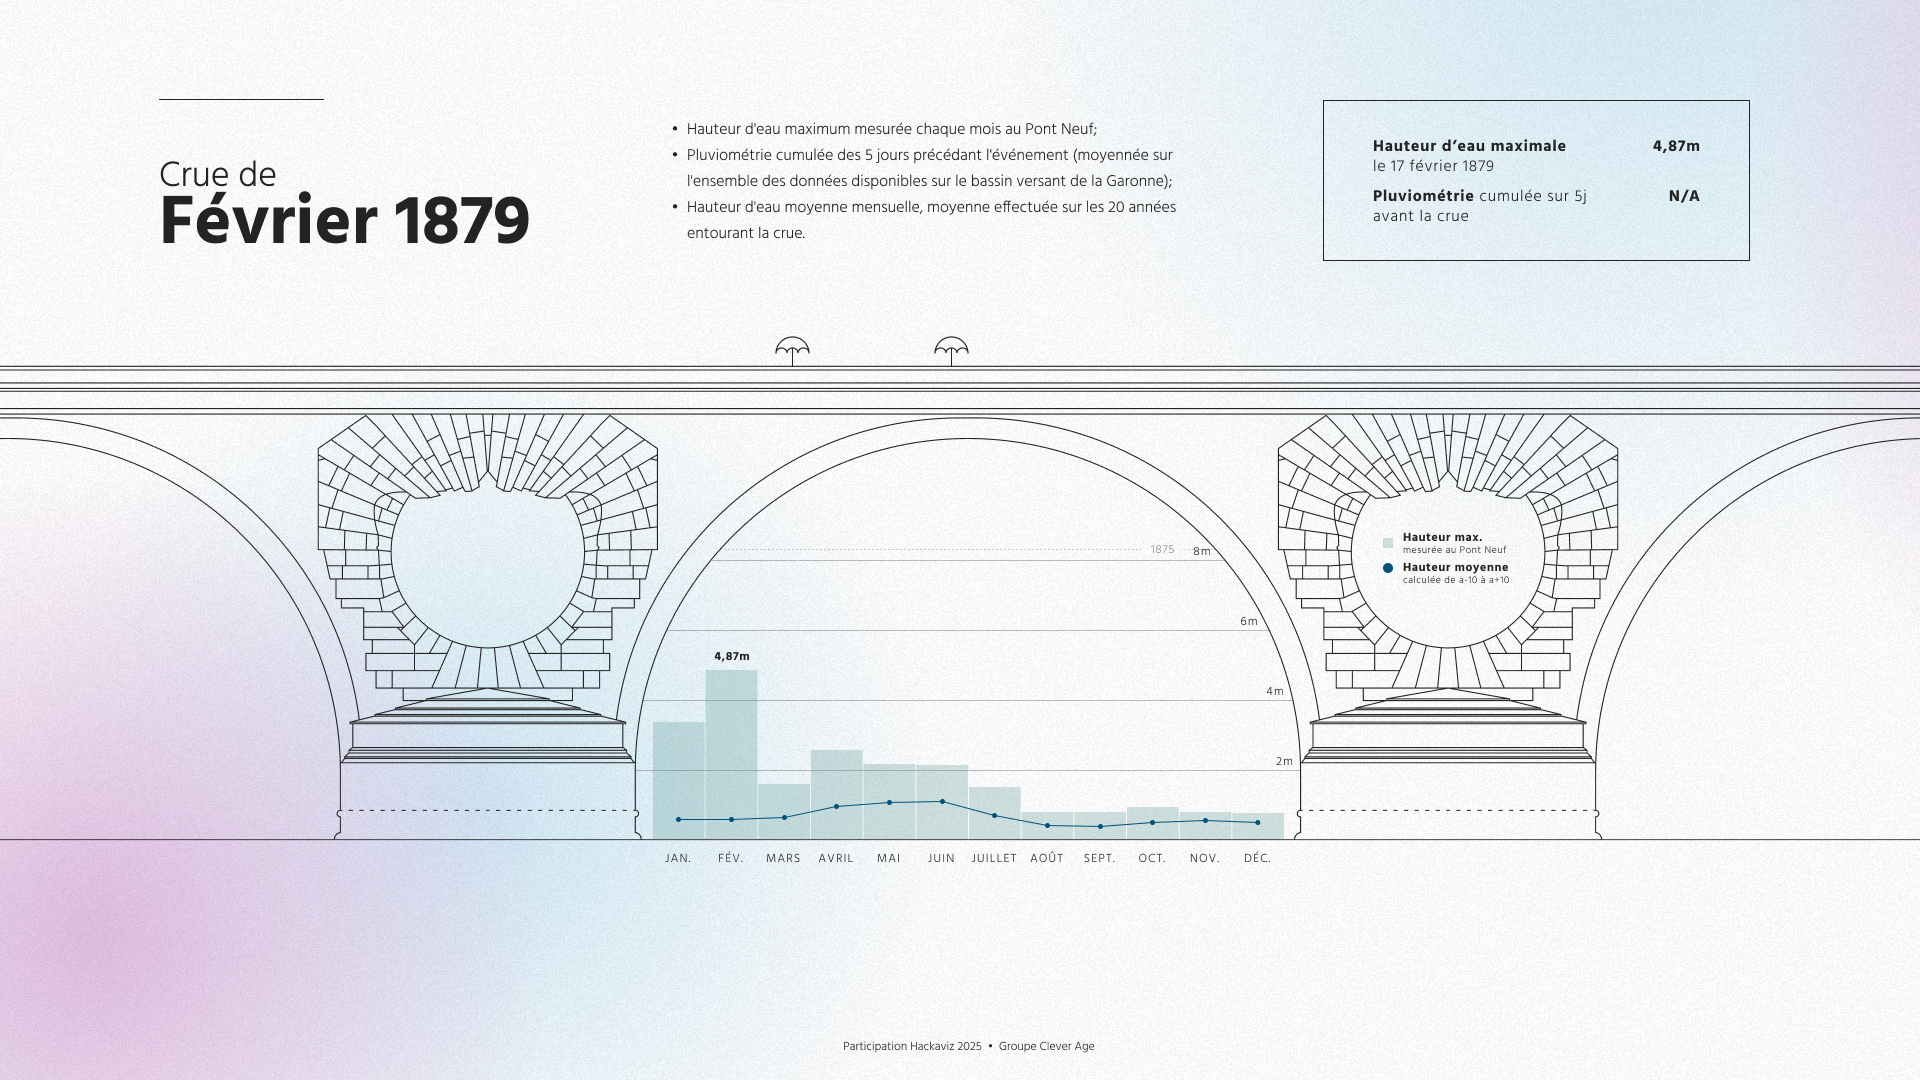 Crue de
Février 1879
• Hauteur d'eau maximum mesurée chaque mois au Pont Neuf;
• Pluviométrie cumulée des 5 jours précédant l'événement (moyennée sur
l'ensemble des données disponibles sur le bassin versant de la Garonne);
• Hauteur d'eau moyenne mensuelle, moyenne effectuée sur les 20 années
entourant la crue.
Hauteur d’eau maximale 4,87m
le 17 février 1879
Pluviométrie cumulée sur 5j N/A
avant la crue
1875 8m
6m
4m
2m
4,87m
Hauteur max.
mesurée au Pont Neuf
Hauteur moyenne
calculée de a-10 à a+10
JAN. FÉV. MARS AVRIL MAI JUIN JUILLET AOÛT SEPT. OCT. NOV. DÉC.
Participation Hackaviz 2025 • Groupe Clever Age